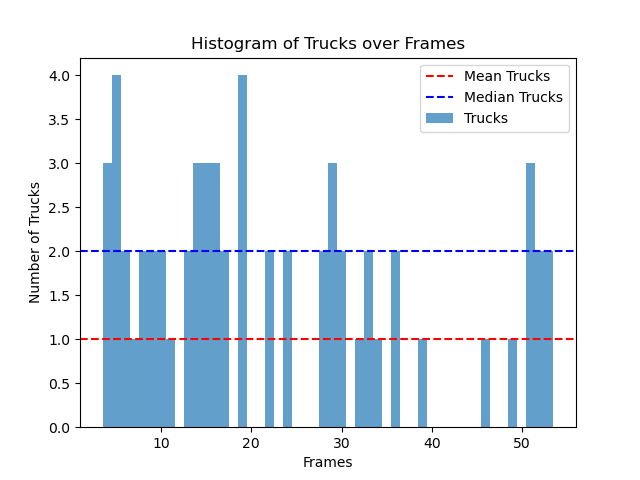 Histogram of Trucks over Frames
Mean Trucks
Median Trucks
Trucks
4.0
3.5
3.0
2.5
2.0
1.5
1.0
0.5
0.0
Number of Trucks
10 20 30 40 50
Frames